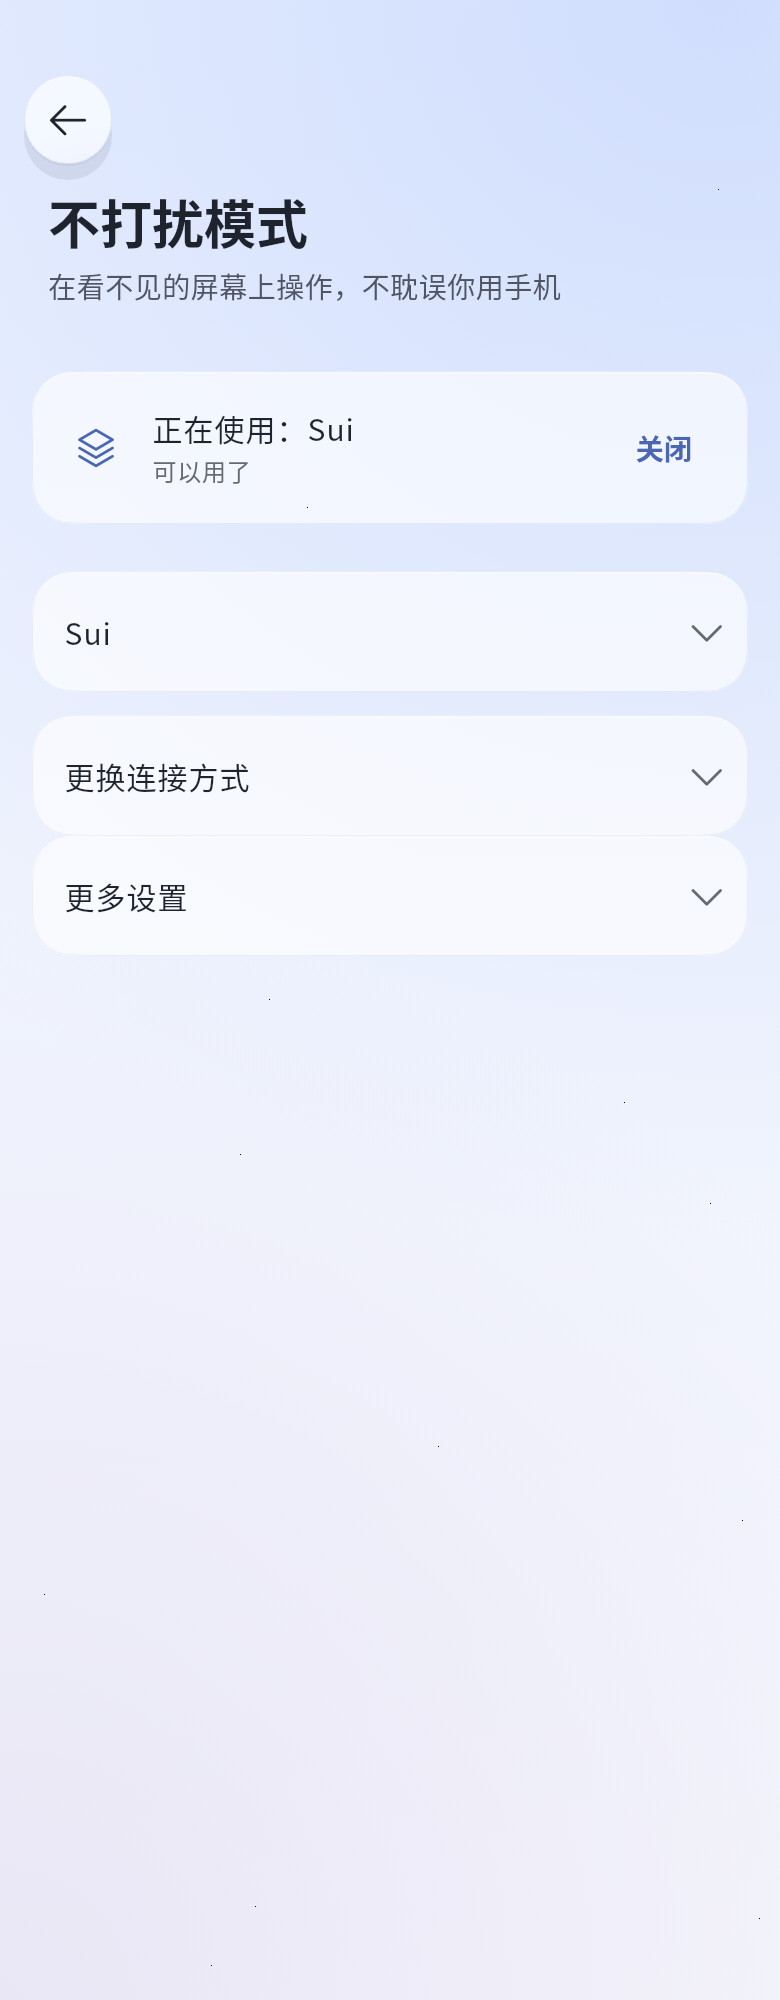 不打扰模式
在看不见的屏幕上操作，不耽误你用手机
正在使用：Sui
可以用了
关闭
Sui
更换连接方式
更多设置